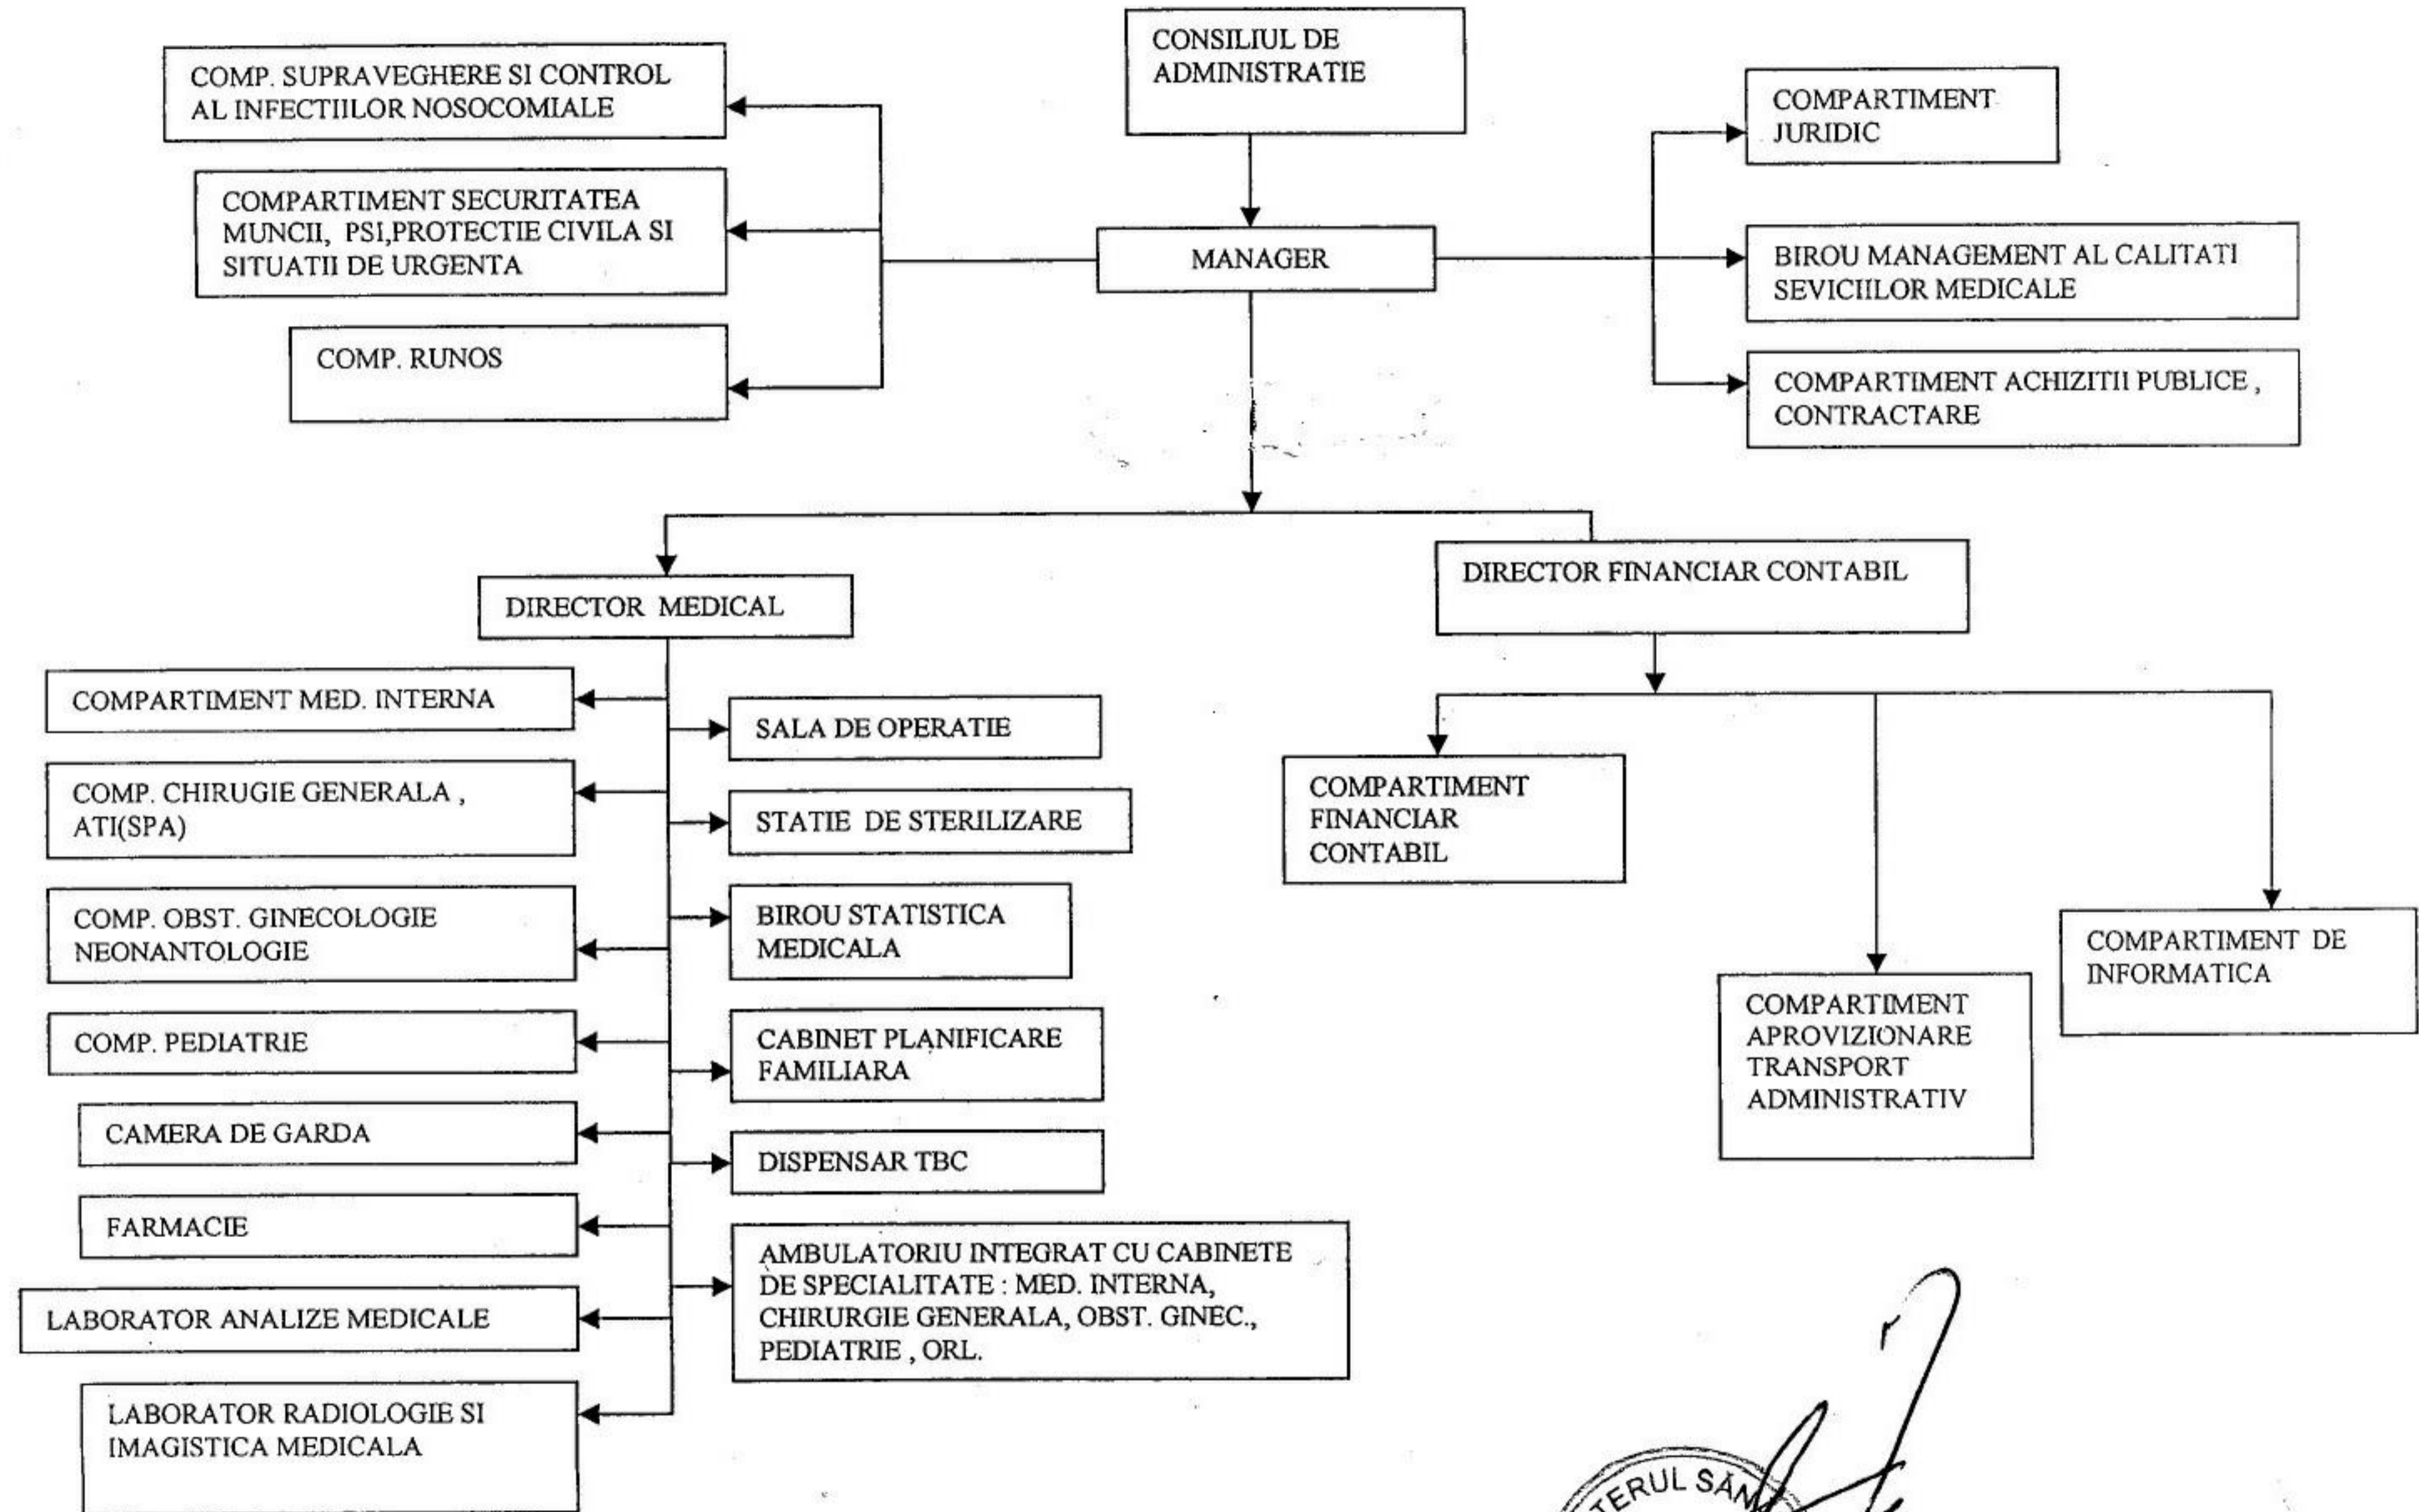 CONSILIUL DE
ADMINISTRATIE
COMP. SUPRAVEGHERE SI CONTROL
AL INFECTIILOR NOSOCOMIALE
COMPARTIMENT
JURIDIC
COMPARTIMENT SECURITATEA
MUNCII, PSI,PROTECTIE CIVILA SI
SITUATII DE URGENTA
MANAGER
BIROU MANAGEMENT AL CALITATI
SEVICIILOR MEDICALE
COMP. RUNOS
COMPARTIMENT ACHIZITII PUBLICE ,
CONTRACTARE
DIRECTOR MEDICAL
DIRECTOR FINANCIAR CONTABIL
COMPARTIMENT MED. INTERNA
COMP. CHIRUGIE GENERALA ,
ATI(SPA)
COMP. OBST. GINECOLOGIE
NEONANTOLOGIE
COMP. PEDIATRIE
CAMERA DE GARDA
FARMACIE
LABORATOR ANALIZE MEDICALE
LABORATOR RADIOLOGIE SI
IMAGISTICA MEDICALA
SALA DE OPERATIE
STATIE DE STERILIZARE
BIROU STATISTICA
MEDICALA
CABINET PLANIFICARE
FAMILIARA
DISPENSAR TBC
AMBULATORIU INTEGRAT CU CABINETE
DE SPECIALITATE : MED. INTERNA,
CHIRURGIE GENERALA, OBST. GINEC.,
PEDIATRIE , ORL.
COMPARTIMENT
FINANCIAR
CONTABIL
COMPARTIMENT
APROVIZIONARE
TRANSPORT
ADMINISTRATIV
COMPARTIMENT DE
INFORMATICA